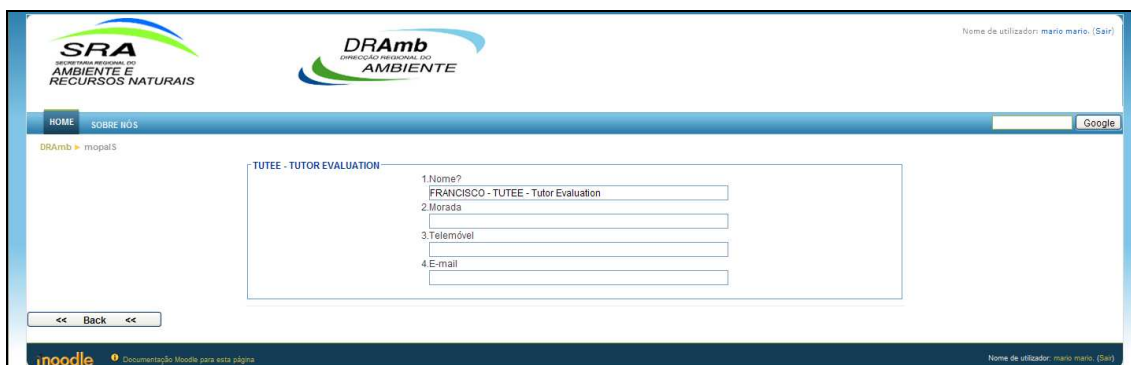 SRA
SECRETARIA REGIONAL DO
AMBIENTE E
RECURSOS NATURAIS
DRAmb
DIRECÇÃO REGIONAL DO
AMBIENTE
Nome de utilizador: mario mario. (Sair)
HOME SOBRE NÓS
Google
DRAmb ► mopaIS
TUTEE - TUTOR EVALUATION
1.Nome?
FRANCISCO - TUTEE - Tutor Evaluation
2.Morada
3.Telemóvel
4.E-mail
<< Back <<
moodle Documentação Moodle para esta página
Nome de utilizador: mario mario. (Sair)